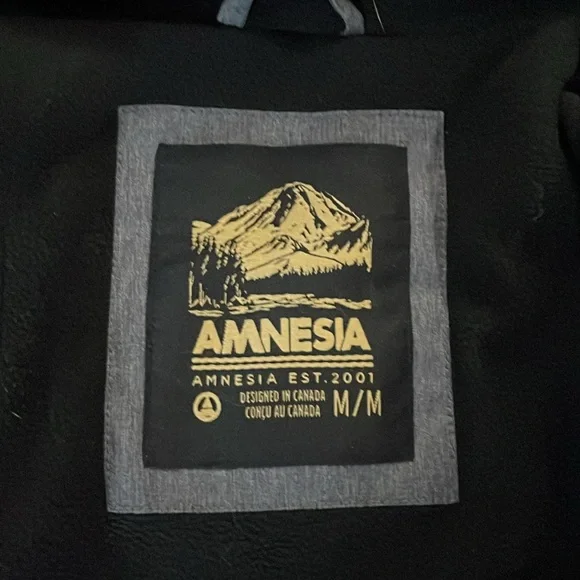 AMNESIA
AMNESIA EST. 2001
DESIGNED IN CANADA
CONÇU AU CANADA
M/M